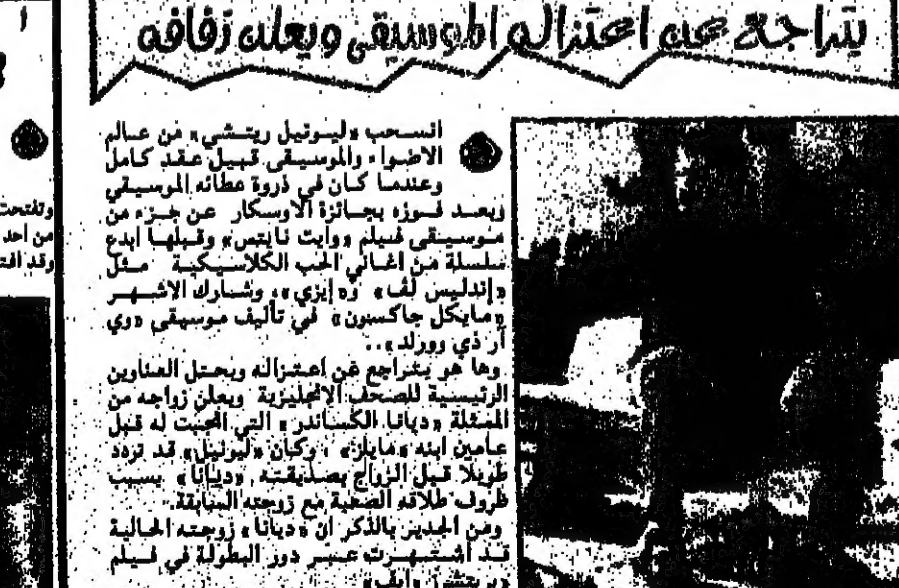 يتراجع عن اعتزاله الموسيقى ويعلن زفافه
انسحب «ليونيل ريتشي» من عالم
الاضواء والموسيقى قبيل عقد كامل
وعندما كان في ذروة عطائه الموسيقي
وبعد فوزه بجائزة الاوسكار عن جزء من
موسيقى فيلم «وايت نايتس» وقبلها ابدع
سلسلة من اغاني الحب الكلاسيكية مثل
«إندليس لڤ» و«إيزي»، وشارك الاشهر
«مايكل جاكسون» في تأليف موسيقى «وي
آر ذي وورلد»..
وها هو يتراجع عن اعتزاله ويحتل العناوين
الرئيسية للصحف الانجليزية ويعلن زواجه من
الممثلة «ديانا الكساندر» التي انجبت له قبل
عامين ابنه «مايلز»، وكان «ليونيل» قد تردد
طويلا قبل الزواج بصديقته «ديانا» بسبب
ظروف طلاقه الصعبة مع زوجته السابقة.
ومن الجدير بالذكر ان «ديانا» زوجته الحالية
قد اشتهرت عبر دور البطولة في فيلم
وتفتحت
من احد